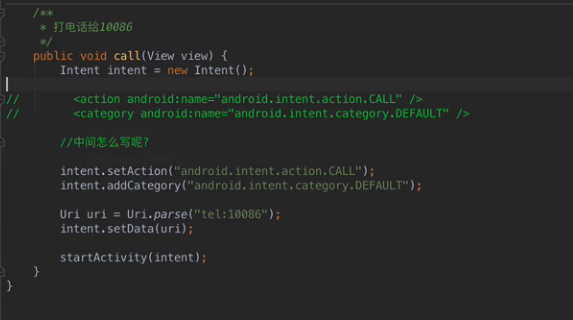 /**
* 打电话给10086
*/
public void call(View view) {
Intent intent = new Intent();
// <action android:name="android.intent.action.CALL" />
// <category android:name="android.intent.category.DEFAULT" />
//中间怎么写呢?
intent.setAction("android.intent.action.CALL");
intent.addCategory("android.intent.category.DEFAULT");
Uri uri = Uri.parse("tel:10086");
intent.setData(uri);
startActivity(intent);
}
}